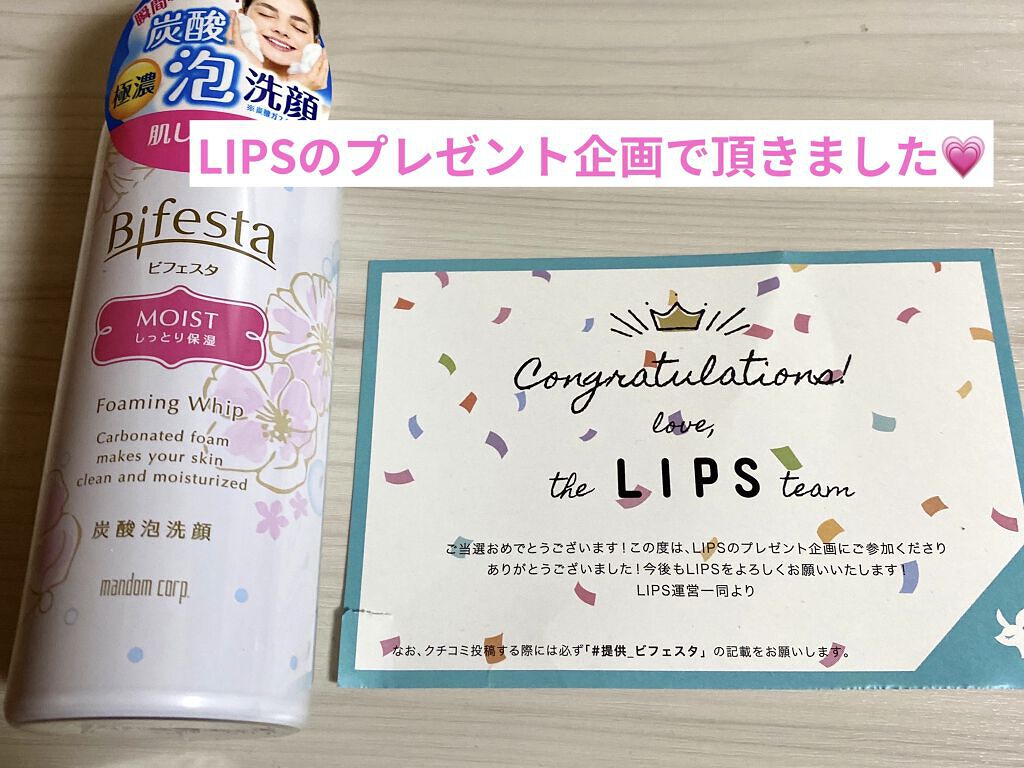 炭酸
極濃
泡
洗顔
LIPSのプレゼント企画で頂きました💗
Bifesta
ビフェスタ
MOIST
しっとり保湿
Foaming Whip
Carbonated foam
makes your skin
clean and moisturized
炭酸泡洗顔
mandom corp.
Congratulations!
love,
the LIPS team
ご当選おめでとうございます！この度は、LIPSのプレゼント企画にご参加くださり
ありがとうございました！今後もLIPSをよろしくお願いいたします！
LIPS運営一同より
なお、クチコミ投稿する際には必ず「#提供_ビフェスタ」の記載をお願いします。